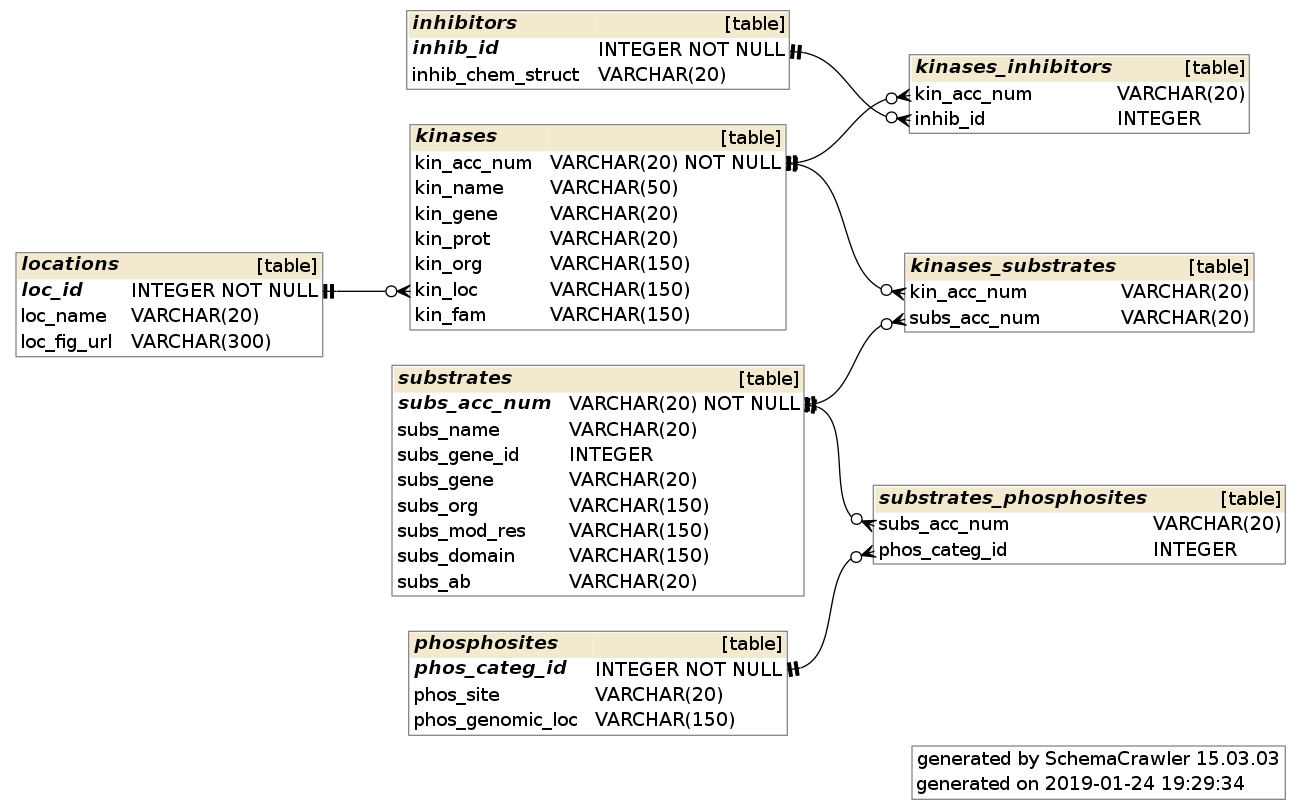 inhibitors [table]
inhib_id INTEGER NOT NULL
inhib_chem_struct VARCHAR(20)
kinases_inhibitors [table]
kin_acc_num VARCHAR(20)
inhib_id INTEGER
kinases [table]
kin_acc_num VARCHAR(20) NOT NULL
kin_name VARCHAR(50)
kin_gene VARCHAR(20)
kin_prot VARCHAR(20)
kin_org VARCHAR(150)
kin_loc VARCHAR(150)
kin_fam VARCHAR(150)
locations [table]
loc_id INTEGER NOT NULL
loc_name VARCHAR(20)
loc_fig_url VARCHAR(300)
kinases_substrates [table]
kin_acc_num VARCHAR(20)
subs_acc_num VARCHAR(20)
substrates [table]
subs_acc_num VARCHAR(20) NOT NULL
subs_name VARCHAR(20)
subs_gene_id INTEGER
subs_gene VARCHAR(20)
subs_org VARCHAR(150)
subs_mod_res VARCHAR(150)
subs_domain VARCHAR(150)
subs_ab VARCHAR(20)
substrates_phosphosites [table]
subs_acc_num VARCHAR(20)
phos_categ_id INTEGER
phosphosites [table]
phos_categ_id INTEGER NOT NULL
phos_site VARCHAR(20)
phos_genomic_loc VARCHAR(150)
generated by SchemaCrawler 15.03.03
generated on 2019-01-24 19:29:34